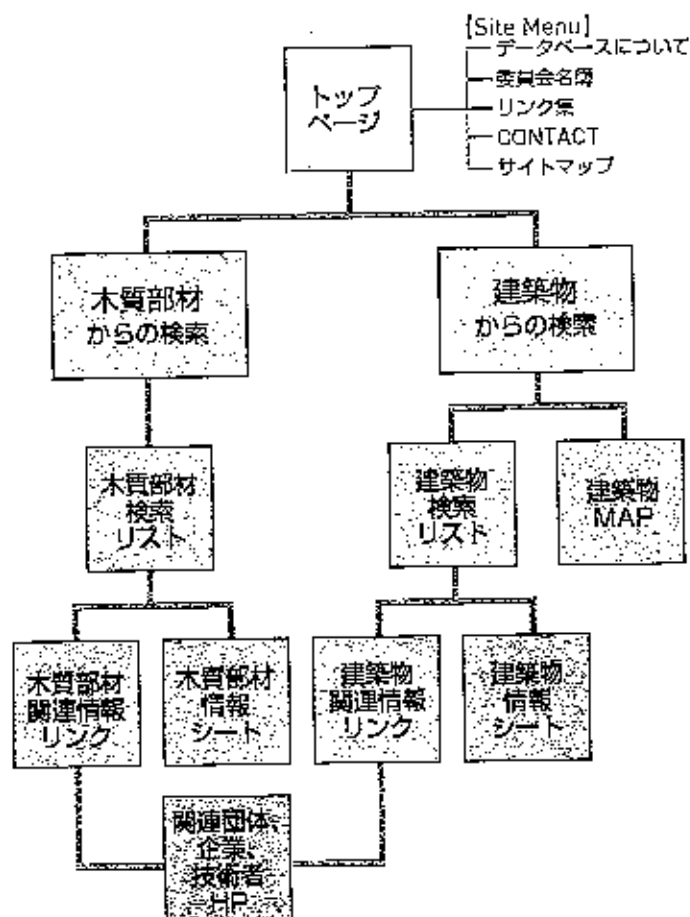 【Site Menu】
データベースについて
委員会名簿
リンク集
CONTACT
サイトマップ
トップ
ページ
木質部材
からの検索
建築物
からの検索
木質部材
検索
リスト
建築物
検索
リスト
建築物
MAP
木質部材
関連情報
リンク
木質部材
情報
シート
建築物
関連情報
リンク
建築物
情報
シート
関連団体、
企業、
技術者
HP